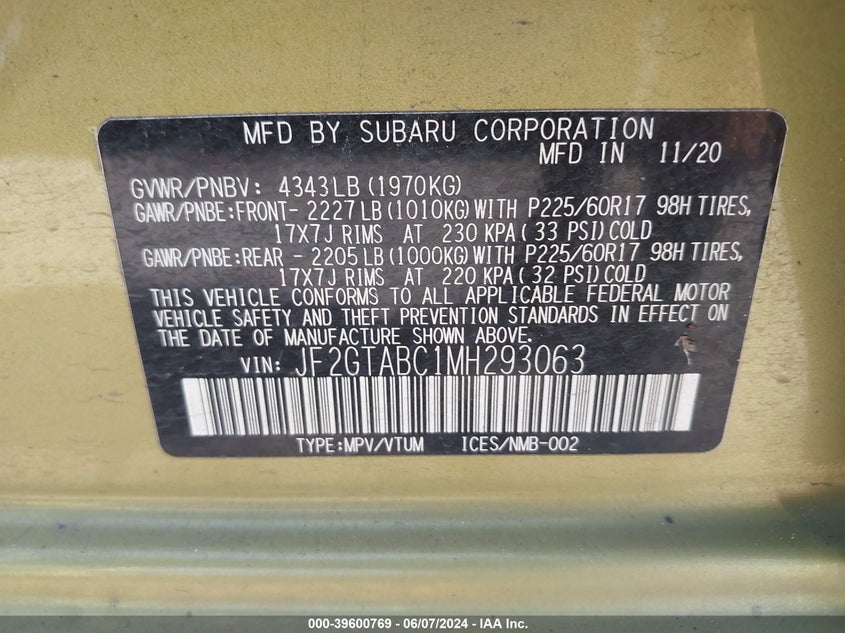 MFD BY SUBARU CORPORATION
MFD IN 11/20
GVWR/PNBV: 4343LB(1970KG)
GAWR/PNBE:FRONT-2227LB(1010KG)WITH P225/60R17 98H TIRES,
17X7J RIMS AT 230 KPA(33 PSI)COLD
GAWR/PNBE:REAR -2205LB(1000KG)WITH P225/60R17 98H TIRES,
17X7J RIMS AT 220 KPA(32 PSI)COLD
THIS VEHICLE CONFORMS TO ALL APPLICABLE FEDERAL MOTOR
VEHICLE SAFETY AND THEFT PREVENTION STANDARDS IN EFFECT ON
THE DATE OF MANUFACTURE SHOWN ABOVE.
VIN: JF2GTABC1MH293063
TYPE:MPV/VTUM ICES/NMB-002
000-39600769 - 06/07/2024 - IAA Inc.